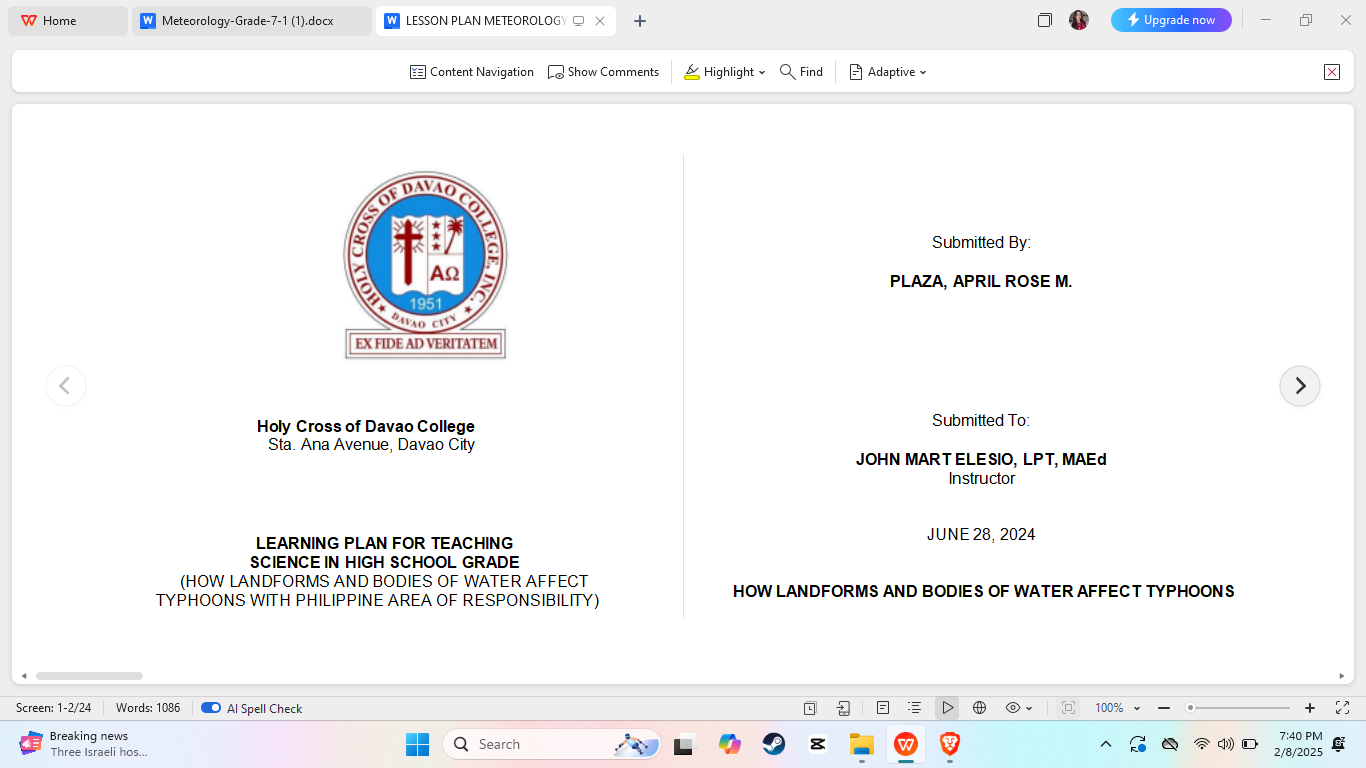 Home
Meteorology-Grade-7-1 (1).docx
LESSON PLAN METEOROLOGY
Upgrade now
Content Navigation
Show Comments
Highlight
Find
Adaptive
HOLY CROSS OF DAVAO COLLEGE, INC.
ΑΩ
1951
DAVAO CITY
EX FIDE AD VERITATEM
Holy Cross of Davao College
Sta. Ana Avenue, Davao City
LEARNING PLAN FOR TEACHING
SCIENCE IN HIGH SCHOOL GRADE
(HOW LANDFORMS AND BODIES OF WATER AFFECT
TYPHOONS WITH PHILIPPINE AREA OF RESPONSIBILITY)
Submitted By:
PLAZA, APRIL ROSE M.
Submitted To:
JOHN MART ELESIO, LPT, MAEd
Instructor
JUNE 28, 2024
HOW LANDFORMS AND BODIES OF WATER AFFECT TYPHOONS
Screen: 1-2/24
Words: 1086
AI Spell Check
100%
Breaking news
Three Israeli hos...
Search
7:40 PM
2/8/2025